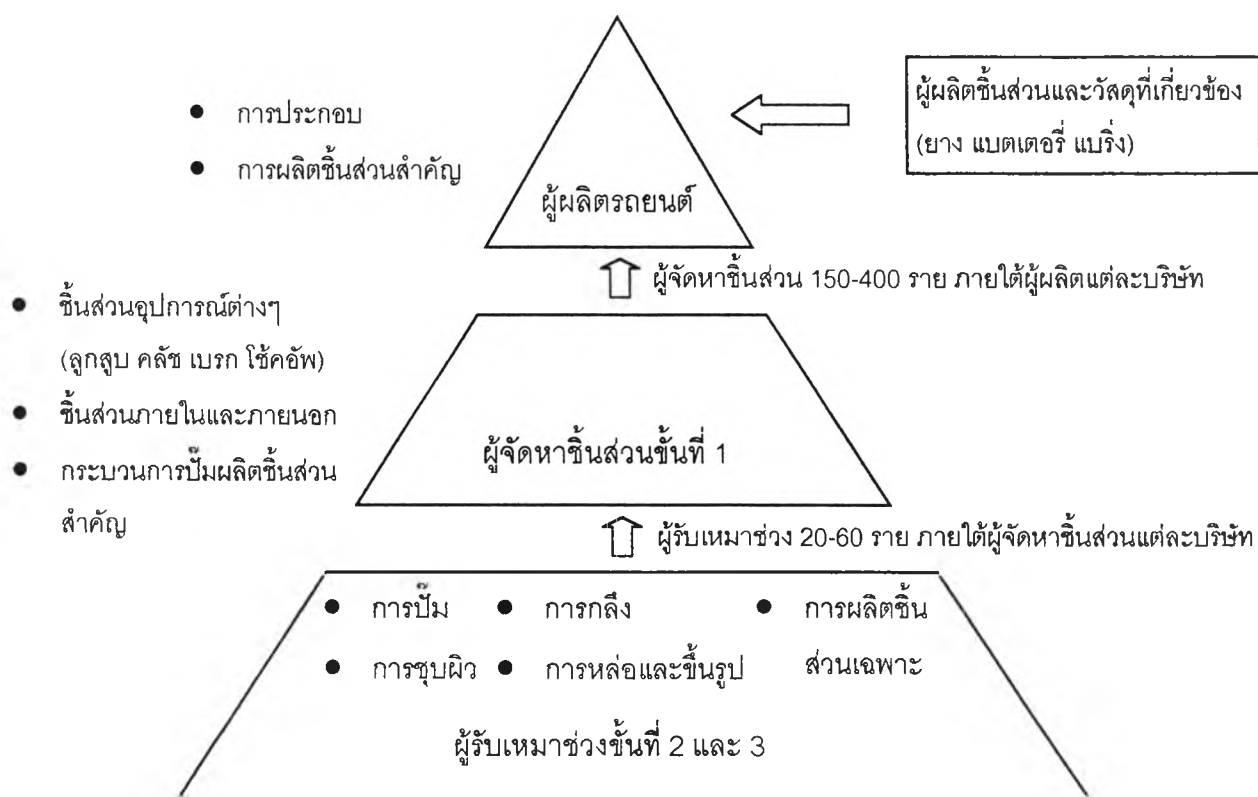 ● การประกอบ
● การผลิตชิ้นส่วนสำคัญ
ผู้ผลิตรถยนต์
ผู้ผลิตชิ้นส่วนและวัสดุที่เกี่ยวข้อง
(ยาง แบตเตอรี่ แบริ่ง)
ผู้จัดหาชิ้นส่วน 150-400 ราย ภายใต้ผู้ผลิตแต่ละบริษัท
● ชิ้นส่วนอุปการณ์ต่างๆ
(ลูกสูบ คลัช เบรก โช้คอัพ)
● ชิ้นส่วนภายในและภายนอก
● กระบวนการปั๊มผลิตชิ้นส่วน
สำคัญ
ผู้จัดหาชิ้นส่วนขั้นที่ 1
ผู้รับเหมาช่วง 20-60 ราย ภายใต้ผู้จัดหาชิ้นส่วนแต่ละบริษัท
● การปั๊ม ● การกลึง ● การผลิตชิ้น
● การชุบผิว ● การหล่อและขึ้นรูป ส่วนเฉพาะ
ผู้รับเหมาช่วงขั้นที่ 2 และ 3